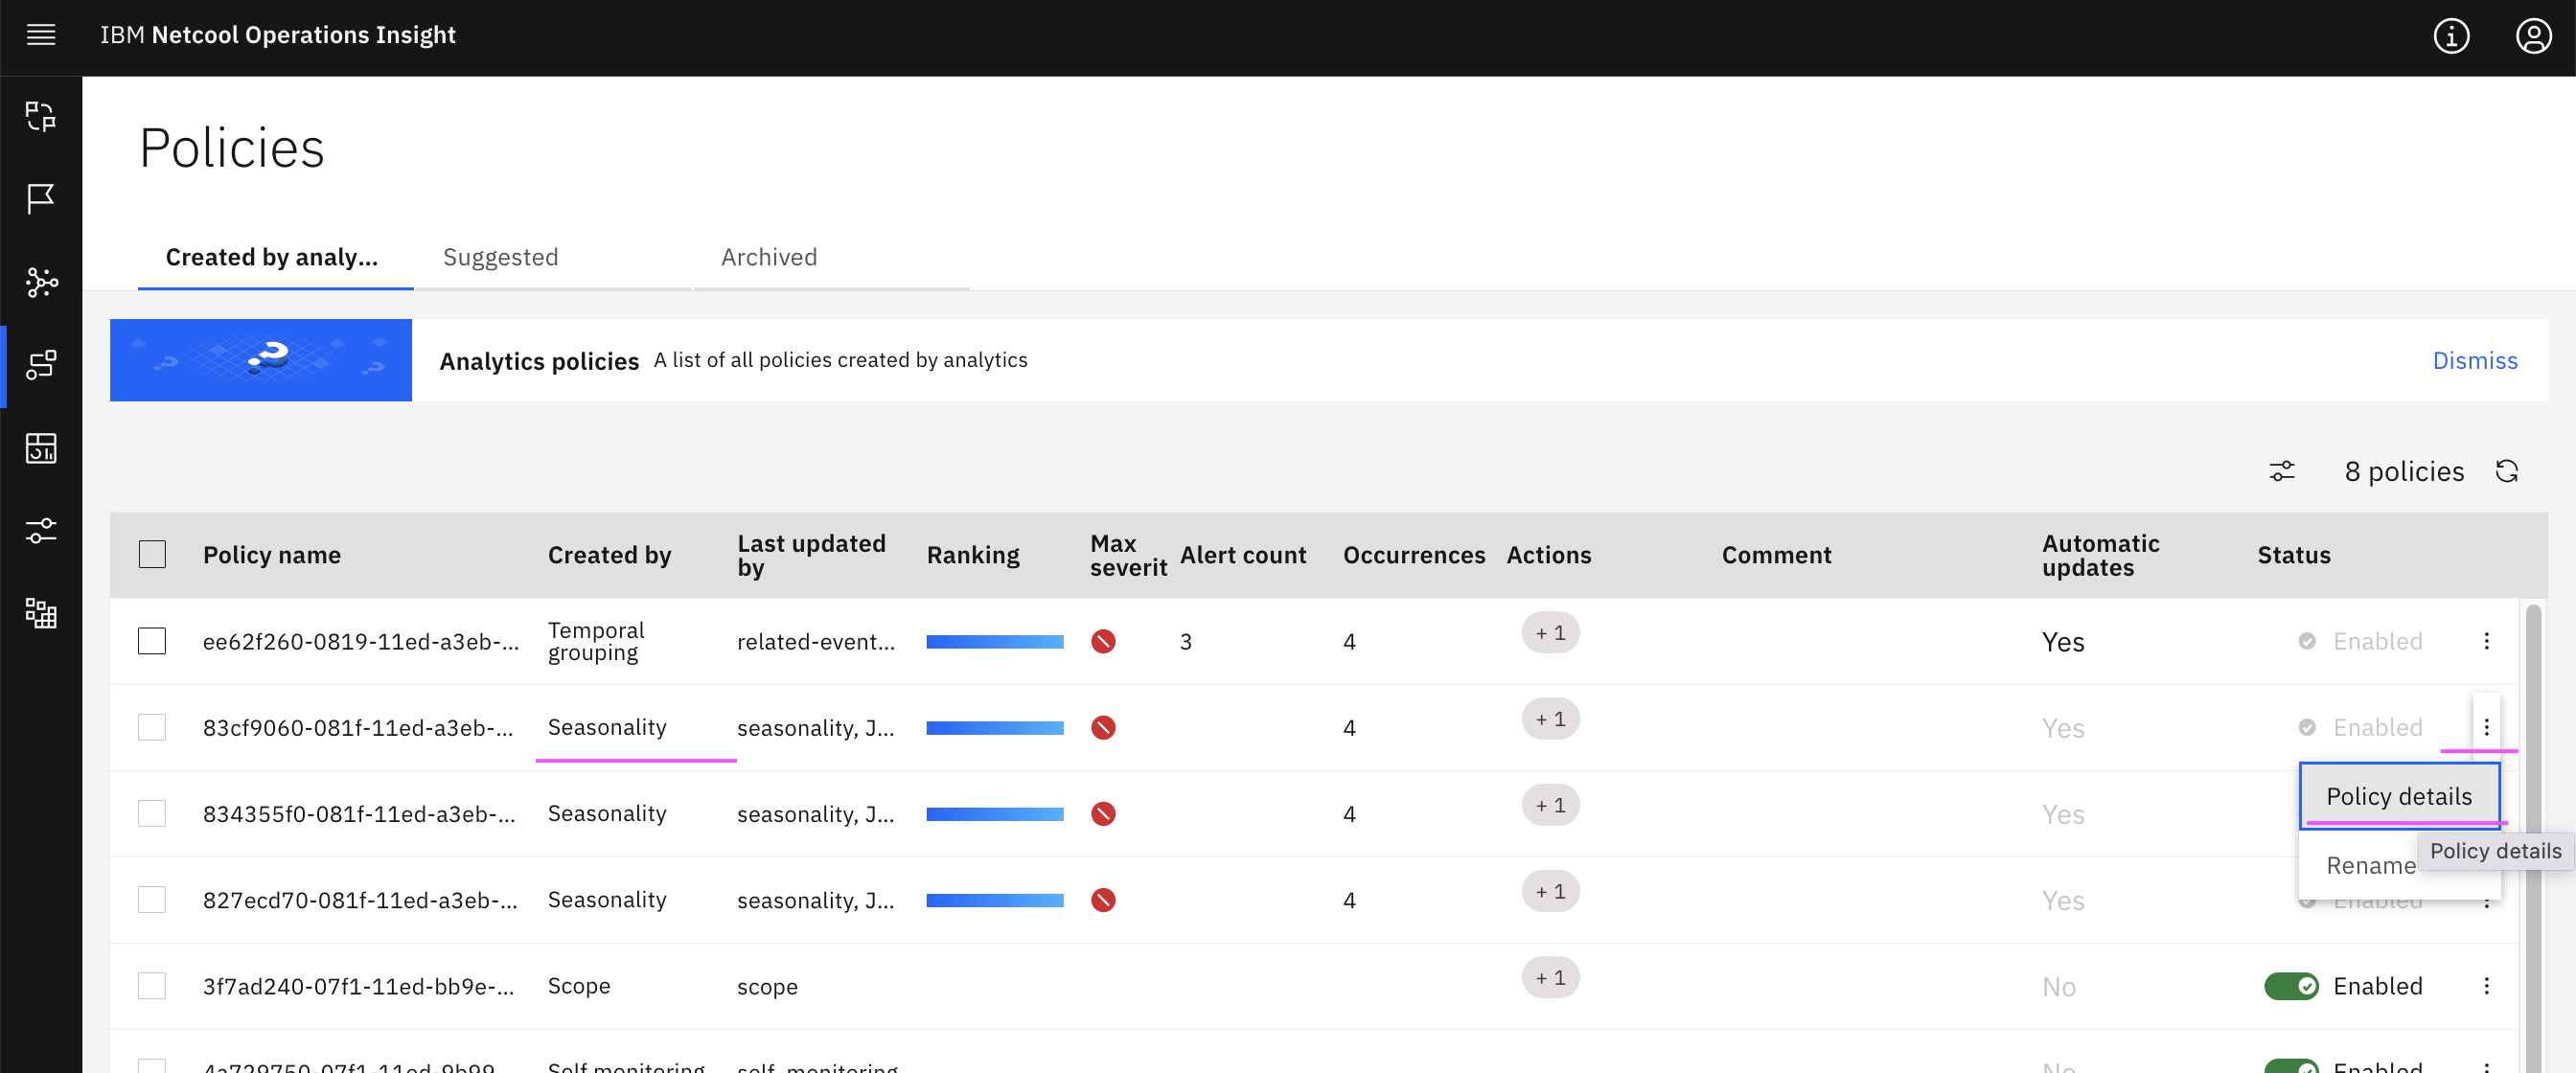 IBM Netcool Operations Insight
Policies
Created by analy...
Suggested
Archived
Analytics policies A list of all policies created by analytics
Dismiss
8 policies
Policy name
Created by
Last updated by
Ranking
Max severit
Alert count
Occurrences
Actions
Comment
Automatic updates
Status
ee62f260-0819-11ed-a3eb-... Temporal grouping related-event... 3 4 + 1 Yes Enabled
83cf9060-081f-11ed-a3eb-... Seasonality seasonality, J... 4 + 1 Yes Enabled
Policy details
834355f0-081f-11ed-a3eb-... Seasonality seasonality, J... 4 + 1 Yes
Policy details
Rename
827ecd70-081f-11ed-a3eb-... Seasonality seasonality, J... 4 + 1 Yes Enabled
3f7ad240-07f1-11ed-bb9e-... Scope scope + 1 No Enabled
4a729750-07f1-11ed-9b99 Self monitoring self_monitoring No Enabled